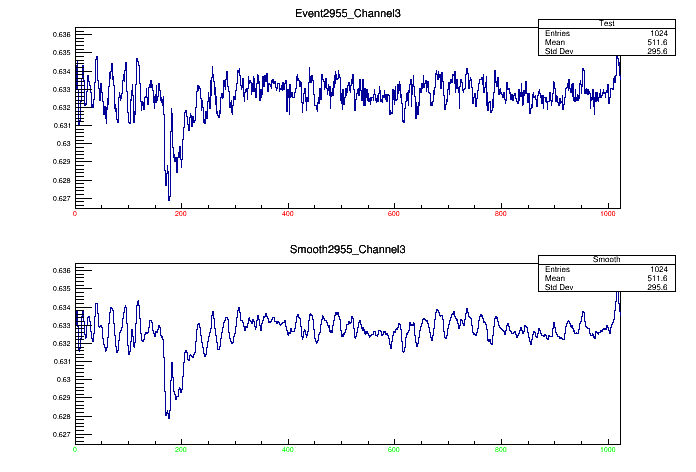 Event2955_Channel3
Test
Entries 1024
Mean 511.6
Std Dev 295.6
0.636
0.635
0.634
0.633
0.632
0.631
0.63
0.629
0.628
0.627
0 200 400 600 800 1000
Smooth2955_Channel3
Smooth
Entries 1024
Mean 511.6
Std Dev 295.6
0.636
0.635
0.634
0.633
0.632
0.631
0.63
0.629
0.628
0.627
0 200 400 600 800 1000